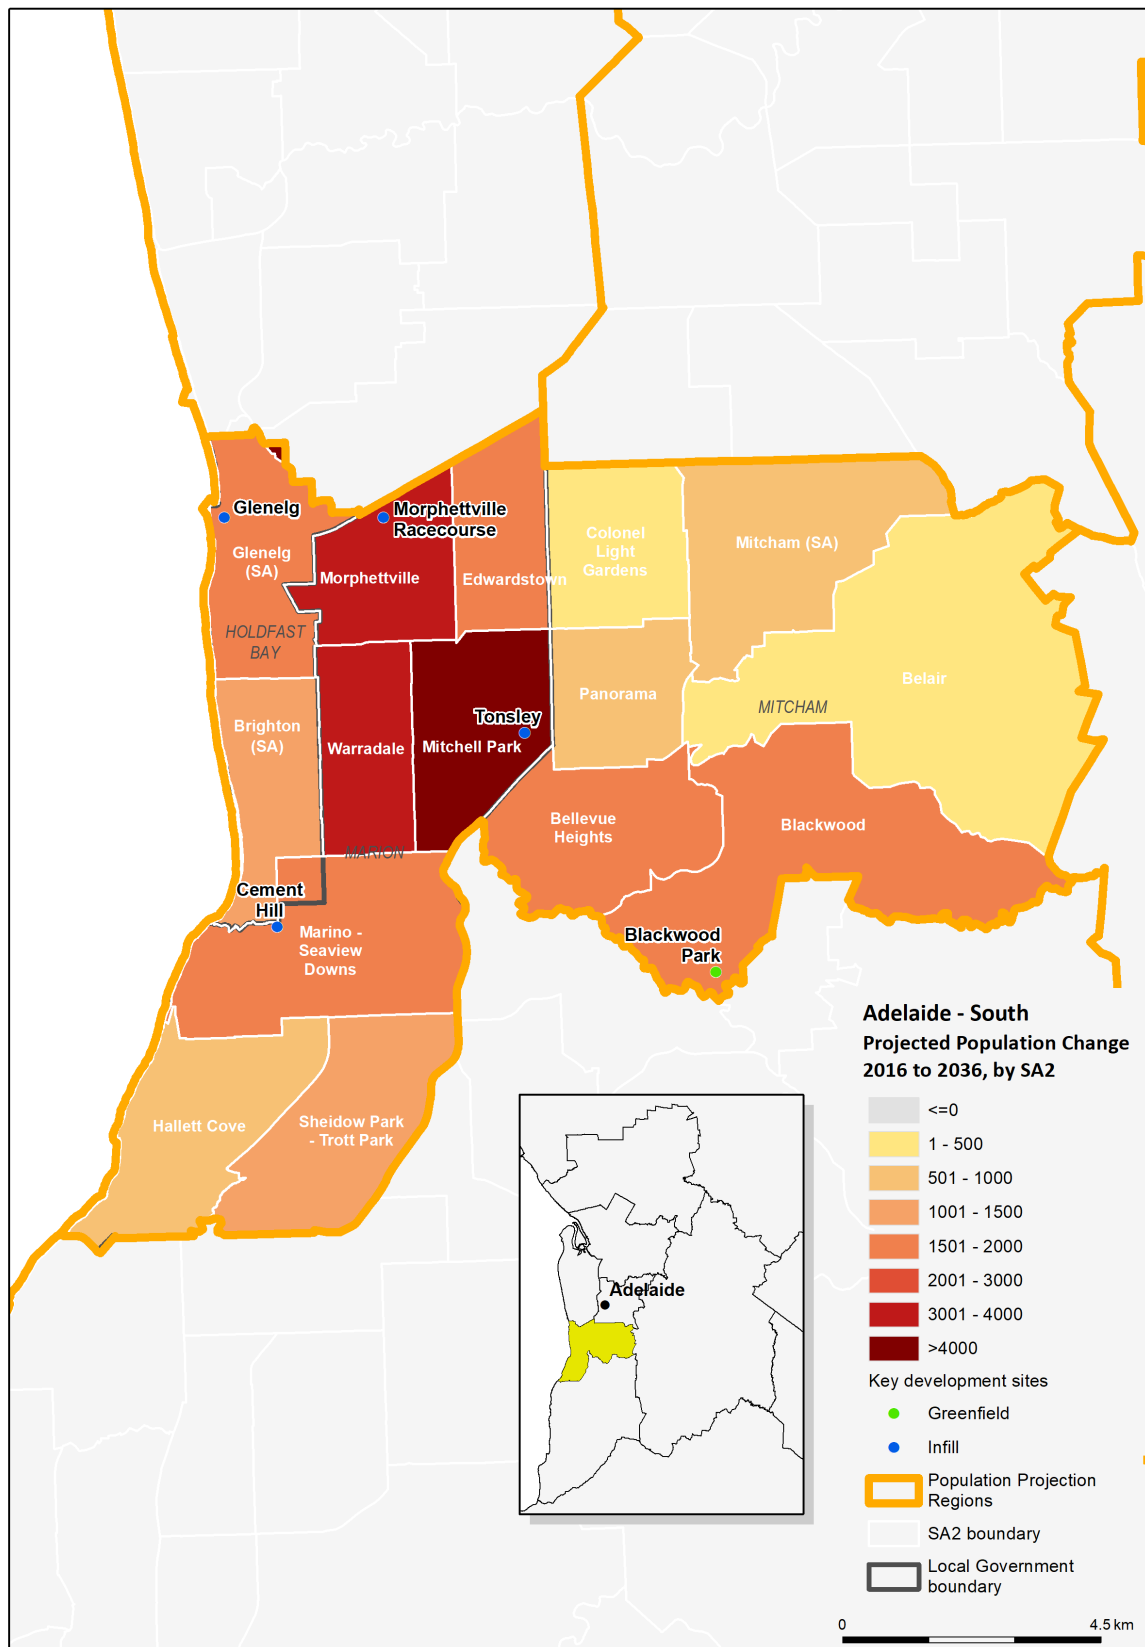 Glenelg
Morphettville
Racecourse
Glenelg
(SA)
Morphettville
Edwardstown
Colonel
Light
Gardens
Mitcham (SA)
HOLDFAST
BAY
Belair
Panorama
MITCHAM
Brighton
(SA)
Warradale
Tonsley
Mitchell Park
Bellevue
Heights
Blackwood
MARION
Cement
Hill
Marino -
Seaview
Downs
Blackwood
Park
Hallett Cove
Sheidow Park
- Trott Park
Adelaide
Adelaide - South
Projected Population Change
2016 to 2036, by SA2
<=0
1 - 500
501 - 1000
1001 - 1500
1501 - 2000
2001 - 3000
3001 - 4000
>4000
Key development sites
Greenfield
Infill
Population Projection
Regions
SA2 boundary
Local Government
boundary
0 4.5 km